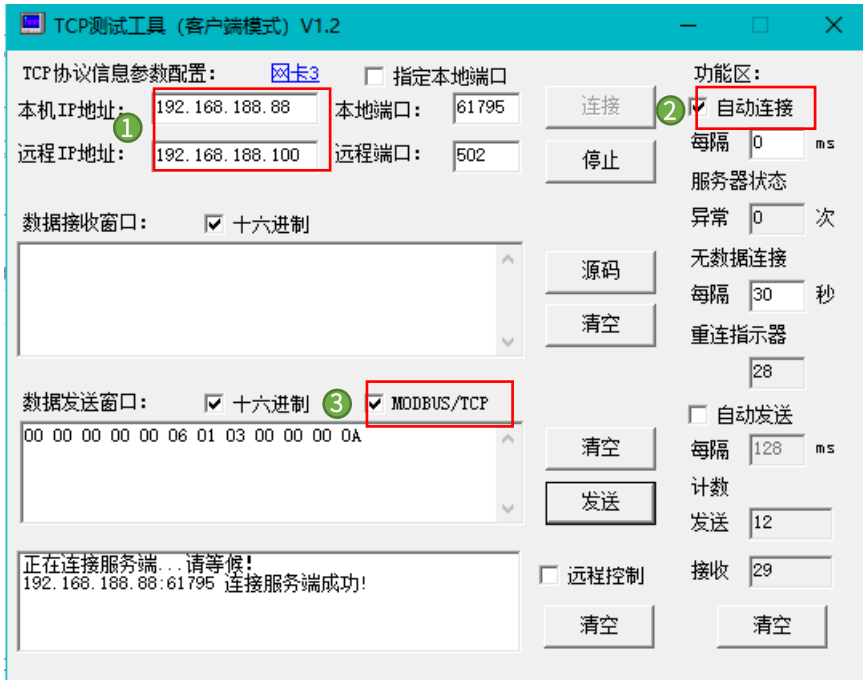 TCP测试工具（客户端模式）V1.2
TCP协议信息参数配置： 网卡3 指定本地端口 功能区：
本机IP地址： 192.168.188.88 本地端口： 61795 连接 2 自动连接
1
远程IP地址： 192.168.188.100 远程端口： 502 停止 每隔 0 ms
服务器状态
数据接收窗口： 十六进制 异常 0 次
源码 无数据连接
每隔 30 秒
清空 重连指示器
28
数据发送窗口： 十六进制 3 MODBUS/TCP 自动发送
00 00 00 00 00 06 01 03 00 00 00 0A 清空 每隔 128 ms
发送 计数
发送 12
正在连接服务端...请等候！
192.168.188.88:61795 连接服务端成功！ 远程控制 接收 29
清空 清空